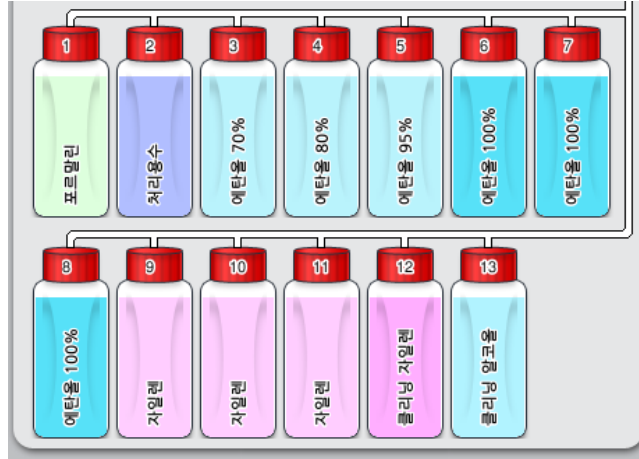 1
포르말린
2
처리용수
3
에탄올 70%
4
에탄올 80%
5
에탄올 95%
6
에탄올 100%
7
에탄올 100%
8
에탄올 100%
9
자일렌
10
자일렌
11
자일렌
12
클리닝 자일렌
13
클리닝 알코올